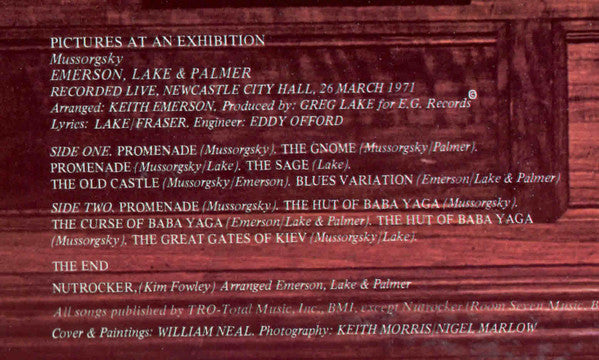 PICTURES AT AN EXHIBITION
Mussorgsky
EMERSON, LAKE & PALMER
RECORDED LIVE, NEWCASTLE CITY HALL, 26 MARCH 1971
Arranged: KEITH EMERSON, Produced by: GREG LAKE for E.G. Records ©
Lyrics: LAKE/FRASER, Engineer: EDDY OFFORD
SIDE ONE. PROMENADE (Mussorgsky). THE GNOME (Mussorgsky/Palmer).
PROMENADE (Mussorgsky/Lake). THE SAGE (Lake).
THE OLD CASTLE (Mussorgsky/Emerson). BLUES VARIATION (Emerson/Lake & Palmer)
SIDE TWO. PROMENADE (Mussorgsky). THE HUT OF BABA YAGA (Mussorgsky).
THE CURSE OF BABA YAGA (Emerson/Lake & Palmer). THE HUT OF BABA YAGA
(Mussorgsky). THE GREAT GATES OF KIEV (Mussorgsky/Lake).
THE END
NUTROCKER, (Kim Fowley) Arranged Emerson, Lake & Palmer
All songs published by TRO-Total Music, Inc., BMI, except Nutrocker (Room Seven Music, B
Cover & Paintings: WILLIAM NEAL. Photography: KEITH MORRIS/NIGEL MARLOW